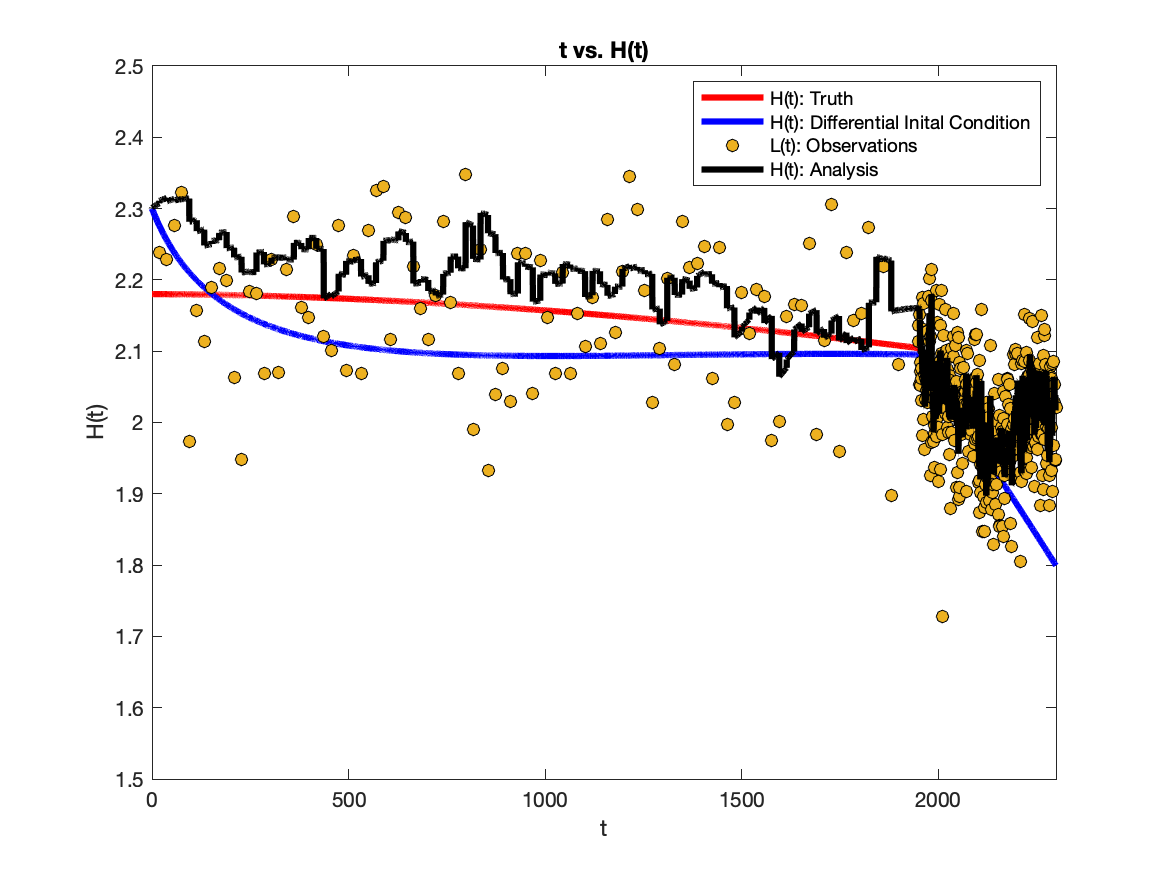 t vs. H(t)
H(t): Truth
H(t): Differential Inital Condition
L(t): Observations
H(t): Analysis
2.5
2.4
2.3
2.2
2.1
2
1.9
1.8
1.7
1.6
1.5
H(t)
0 500 1000 1500 2000
t